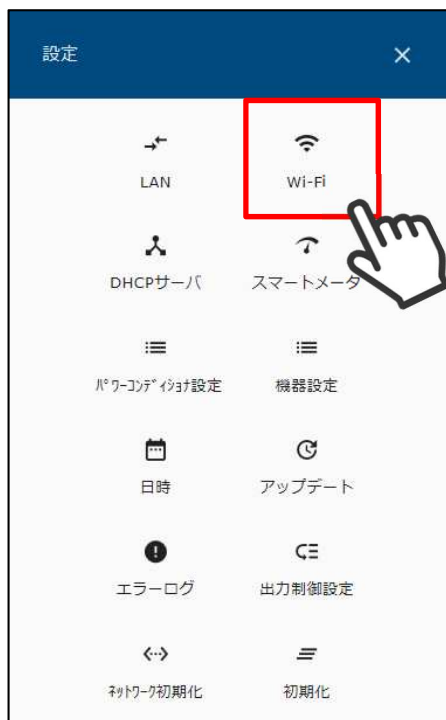 設定
LAN
Wi-Fi
DHCPサーバ
スマートメータ
ﾊﾟﾜｰｺﾝﾃﾞｨｼｮﾅ設定
機器設定
日時
アップデート
エラーログ
出力制御設定
ﾈｯﾄﾜｰｸ初期化
初期化